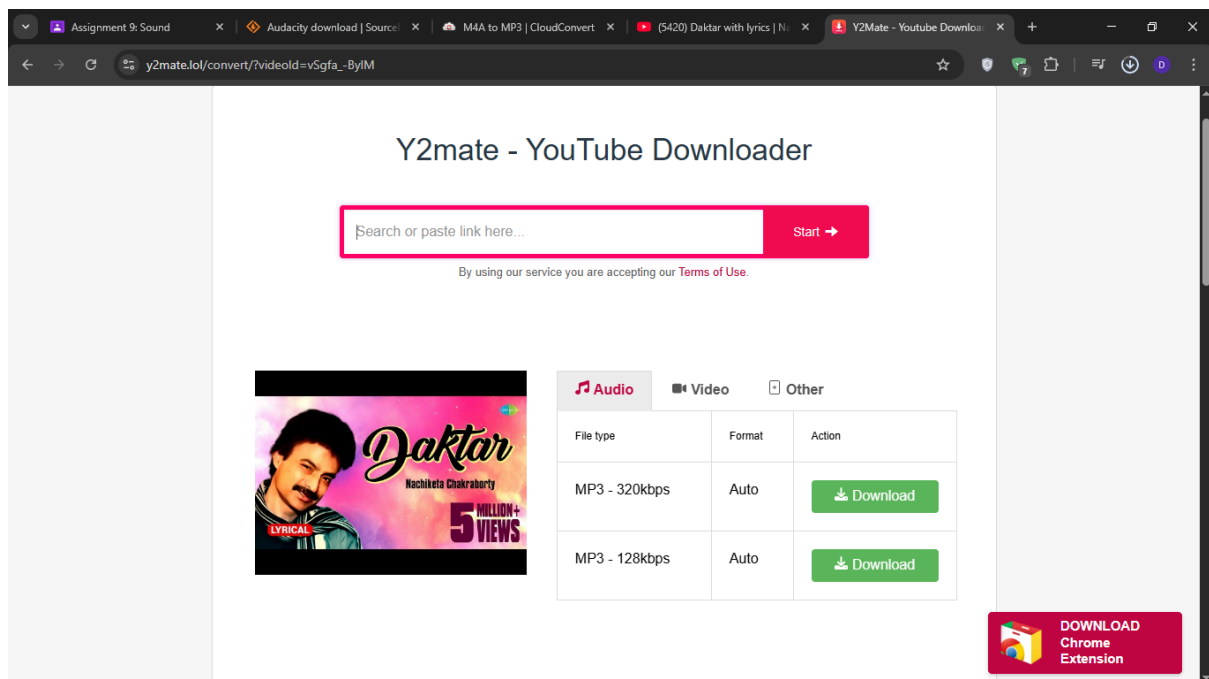 Assignment 9: Sound
Audacity download | Source
M4A to MP3 | CloudConvert
(5420) Daktar with lyrics | Na
Y2Mate - Youtube Download
y2mate.lol/convert/?videoId=vSgfa_-ByIM
7
D
Y2mate - YouTube Downloader
Search or paste link here...
Start
By using our service you are accepting our Terms of Use.
Daktar
Nachiketa Chakraborty
5 MILLION+ VIEWS
LYRICAL
Audio Video Other
File type Format Action
MP3 - 320kbps Auto Download
MP3 - 128kbps Auto Download
DOWNLOAD
Chrome
Extension